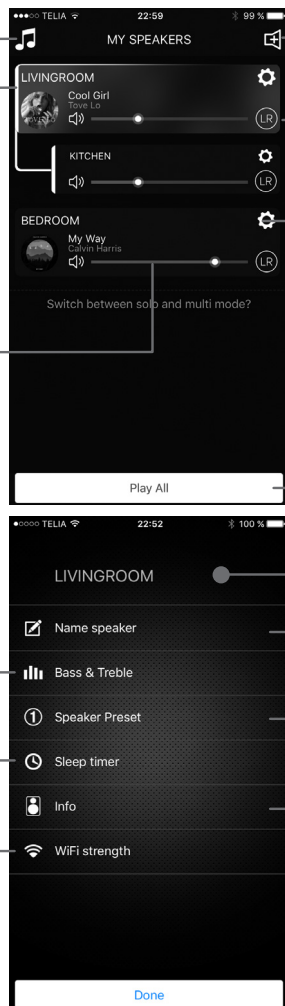 TELIA 22:59 99 %
MY SPEAKERS
LIVINGROOM
Cool Girl
Tove Lo
LR
KITCHEN
LR
BEDROOM
My Way
Calvin Harris
LR
Switch between solo and multi mode?
Play All
TELIA 22:52 100 %
LIVINGROOM
Name speaker
Bass & Treble
1 Speaker Preset
Sleep timer
Info
WiFi strength
Done